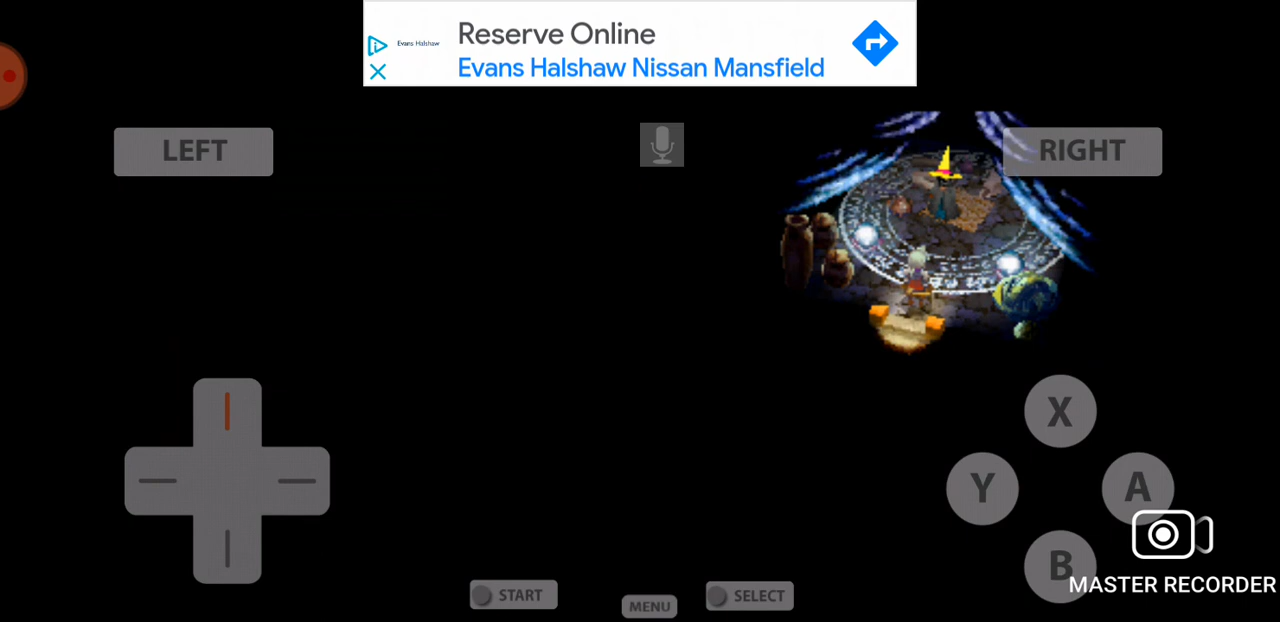 Reserve Online
Evans Halshaw
Evans Halshaw Nissan Mansfield
LEFT
RIGHT
X
Y
A
B
MASTER RECORDER
START
SELECT
MENU